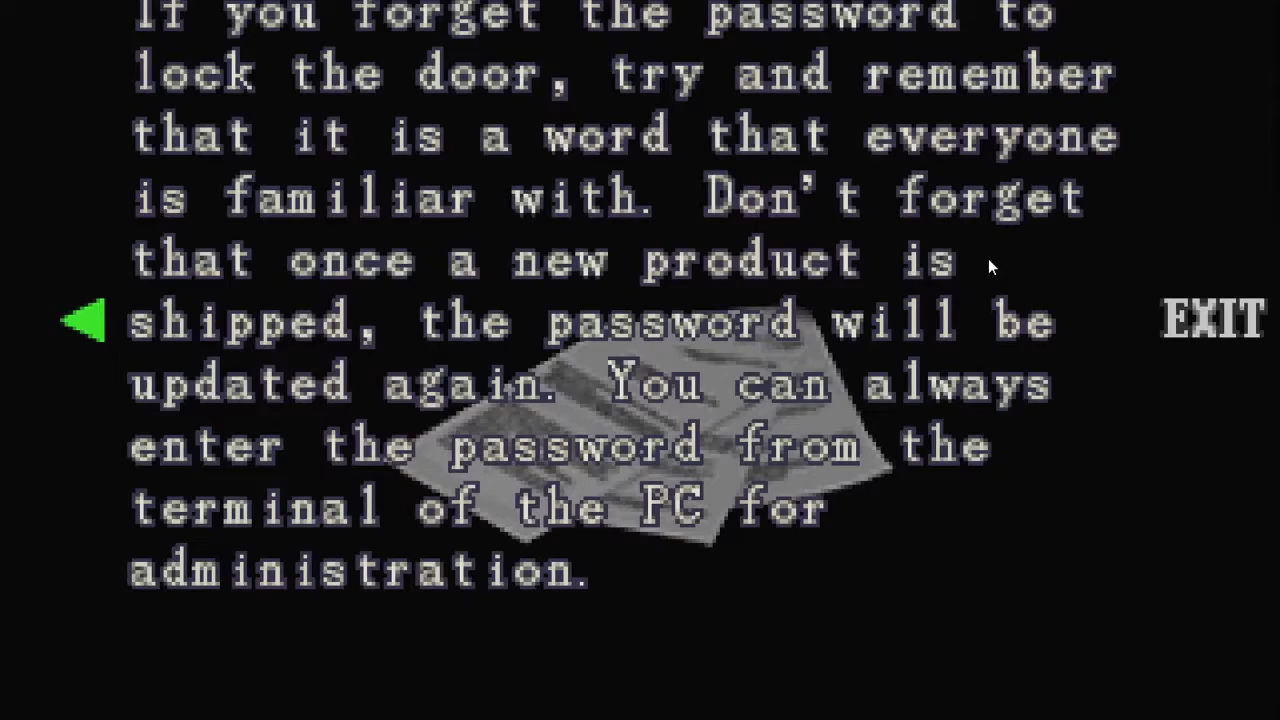 If you forget the password to
lock the door, try and remember
that it is a word that everyone
is familiar with. Don't forget
that once a new product is
shipped, the password will be
EXIT
updated again. You can always
enter the password from the
terminal of the PC for
administration.